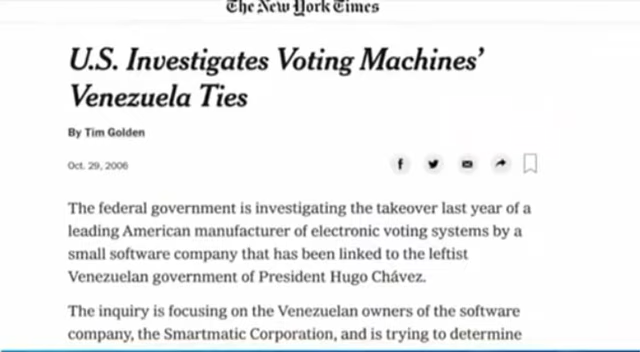 The New York Times
U.S. Investigates Voting Machines'
Venezuela Ties
By Tim Golden
Oct. 29, 2006
The federal government is investigating the takeover last year of a
leading American manufacturer of electronic voting systems by a
small software company that has been linked to the leftist
Venezuelan government of President Hugo Chávez.
The inquiry is focusing on the Venezuelan owners of the software
company, the Smartmatic Corporation, and is trying to determine